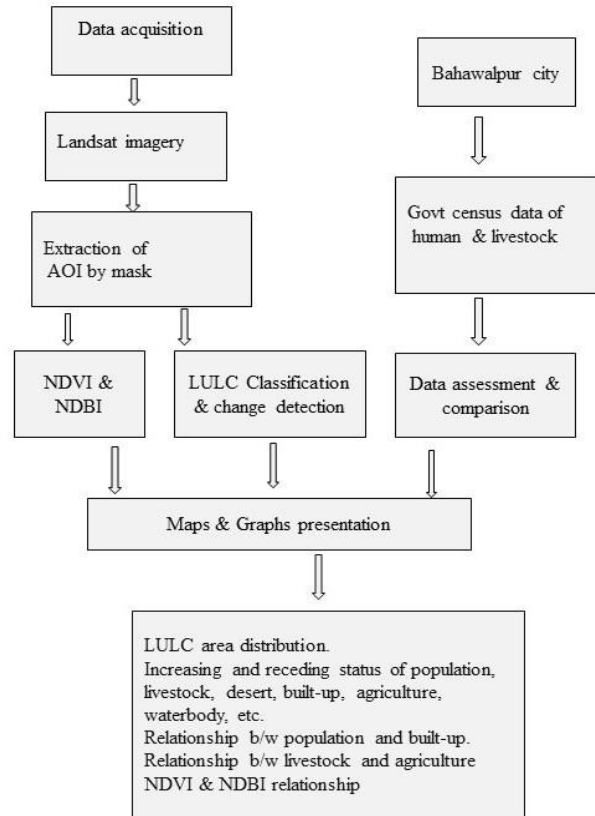 Data acquisition
Bahawalpur city
Landsat imagery
Govt census data of
human & livestock
Extraction of
AOI by mask
NDVI &
NDBI
LULC Classification
& change detection
Data assessment &
comparison
Maps & Graphs presentation
LULC area distribution.
Increasing and receding status of population,
livestock, desert, built-up, agriculture,
waterbody, etc.
Relationship b/w population and built-up.
Relationship b/w livestock and agriculture
NDVI & NDBI relationship